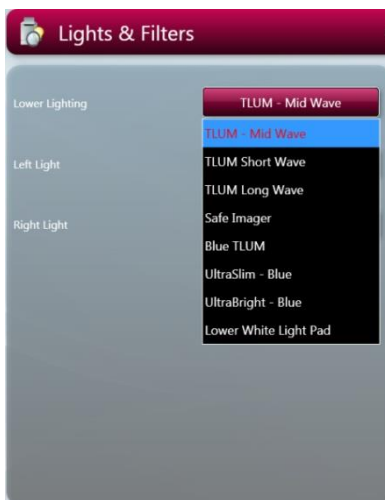 Lights & Filters
Lower Lighting
TLUM - Mid Wave
TLUM - Mid Wave
TLUM Short Wave
Left Light
TLUM Long Wave
Safe Imager
Right Light
Blue TLUM
UltraSlim - Blue
UltraBright - Blue
Lower White Light Pad